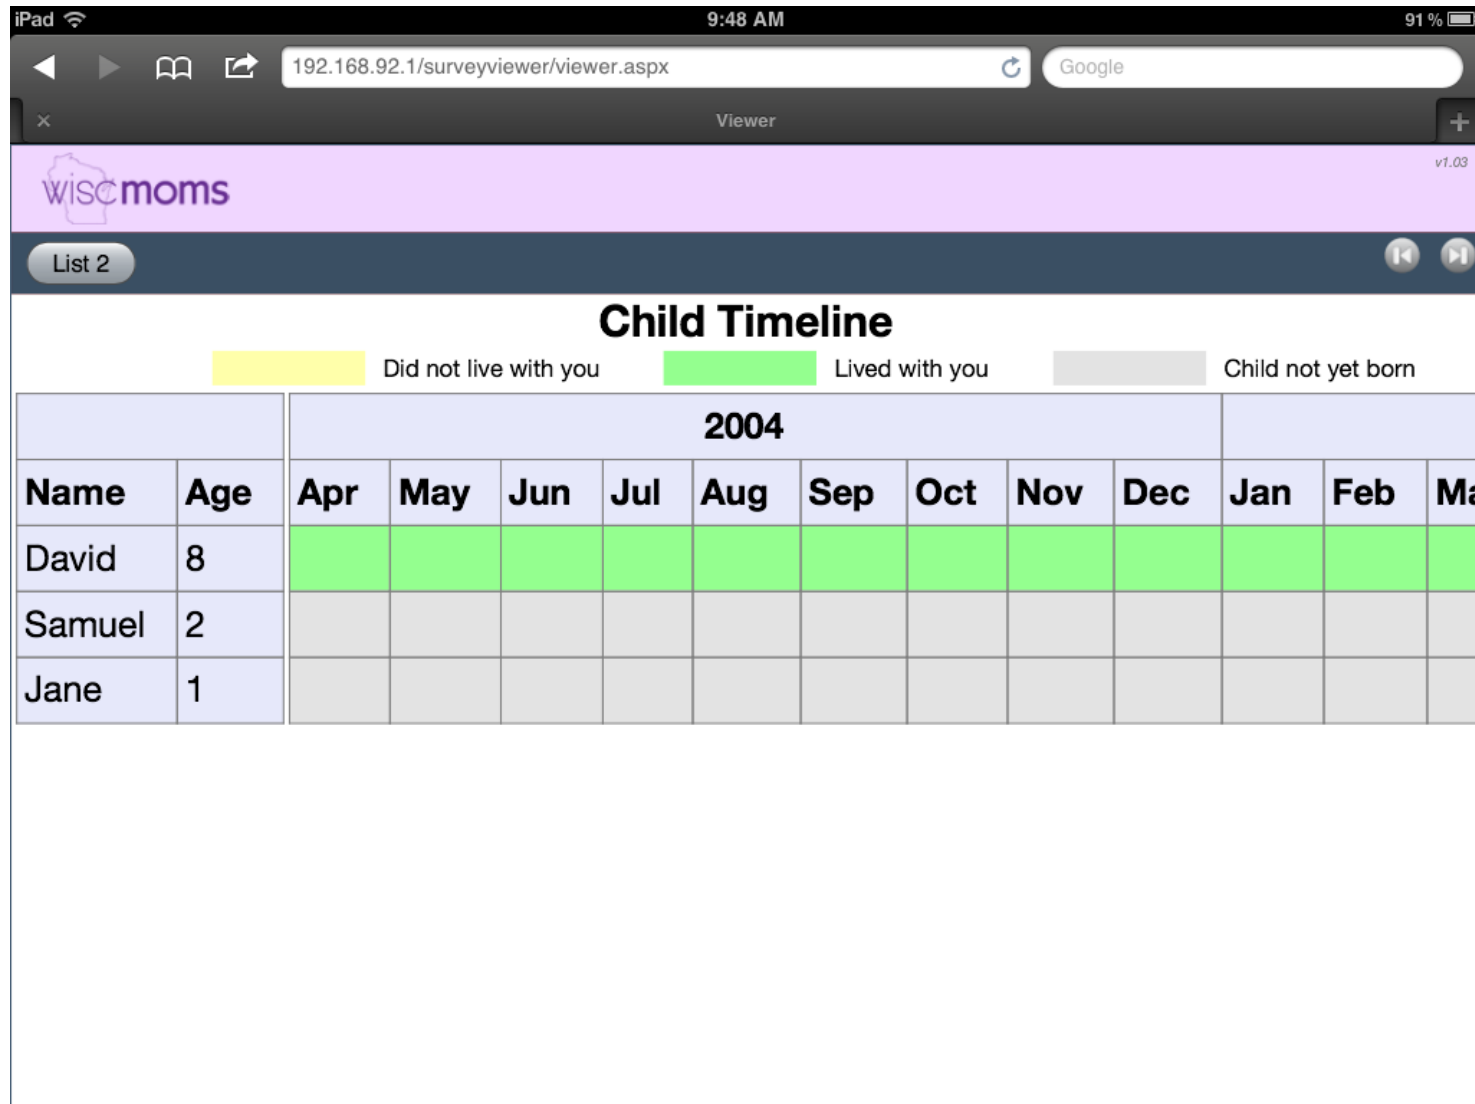 iPad 9:48 AM 91 %
192.168.92.1/surveyviewer/viewer.aspx Google
Viewer
wiscmoms v1.03
List 2
Child Timeline
Did not live with you Lived with you Child not yet born
2004
Name Age Apr May Jun Jul Aug Sep Oct Nov Dec Jan Feb Ma
David 8
Samuel 2
Jane 1